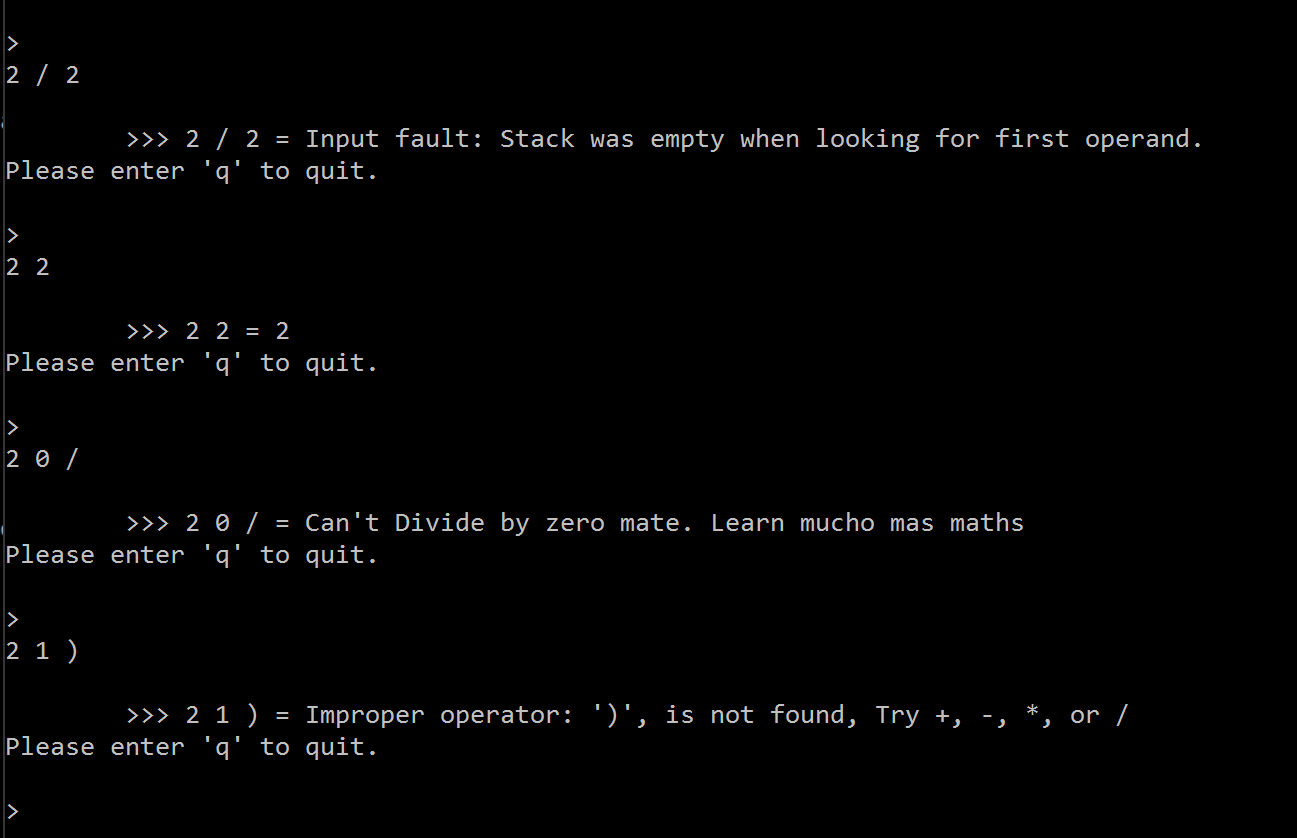 >
2 / 2
>>> 2 / 2 = Input fault: Stack was empty when looking for first operand.
Please enter 'q' to quit.
>
2 2
>>> 2 2 = 2
Please enter 'q' to quit.
>
2 0 /
>>> 2 0 / = Can't Divide by zero mate. Learn mucho mas maths
Please enter 'q' to quit.
>
2 1 )
>>> 2 1 ) = Improper operator: ')', is not found, Try +, -, *, or /
Please enter 'q' to quit.
>